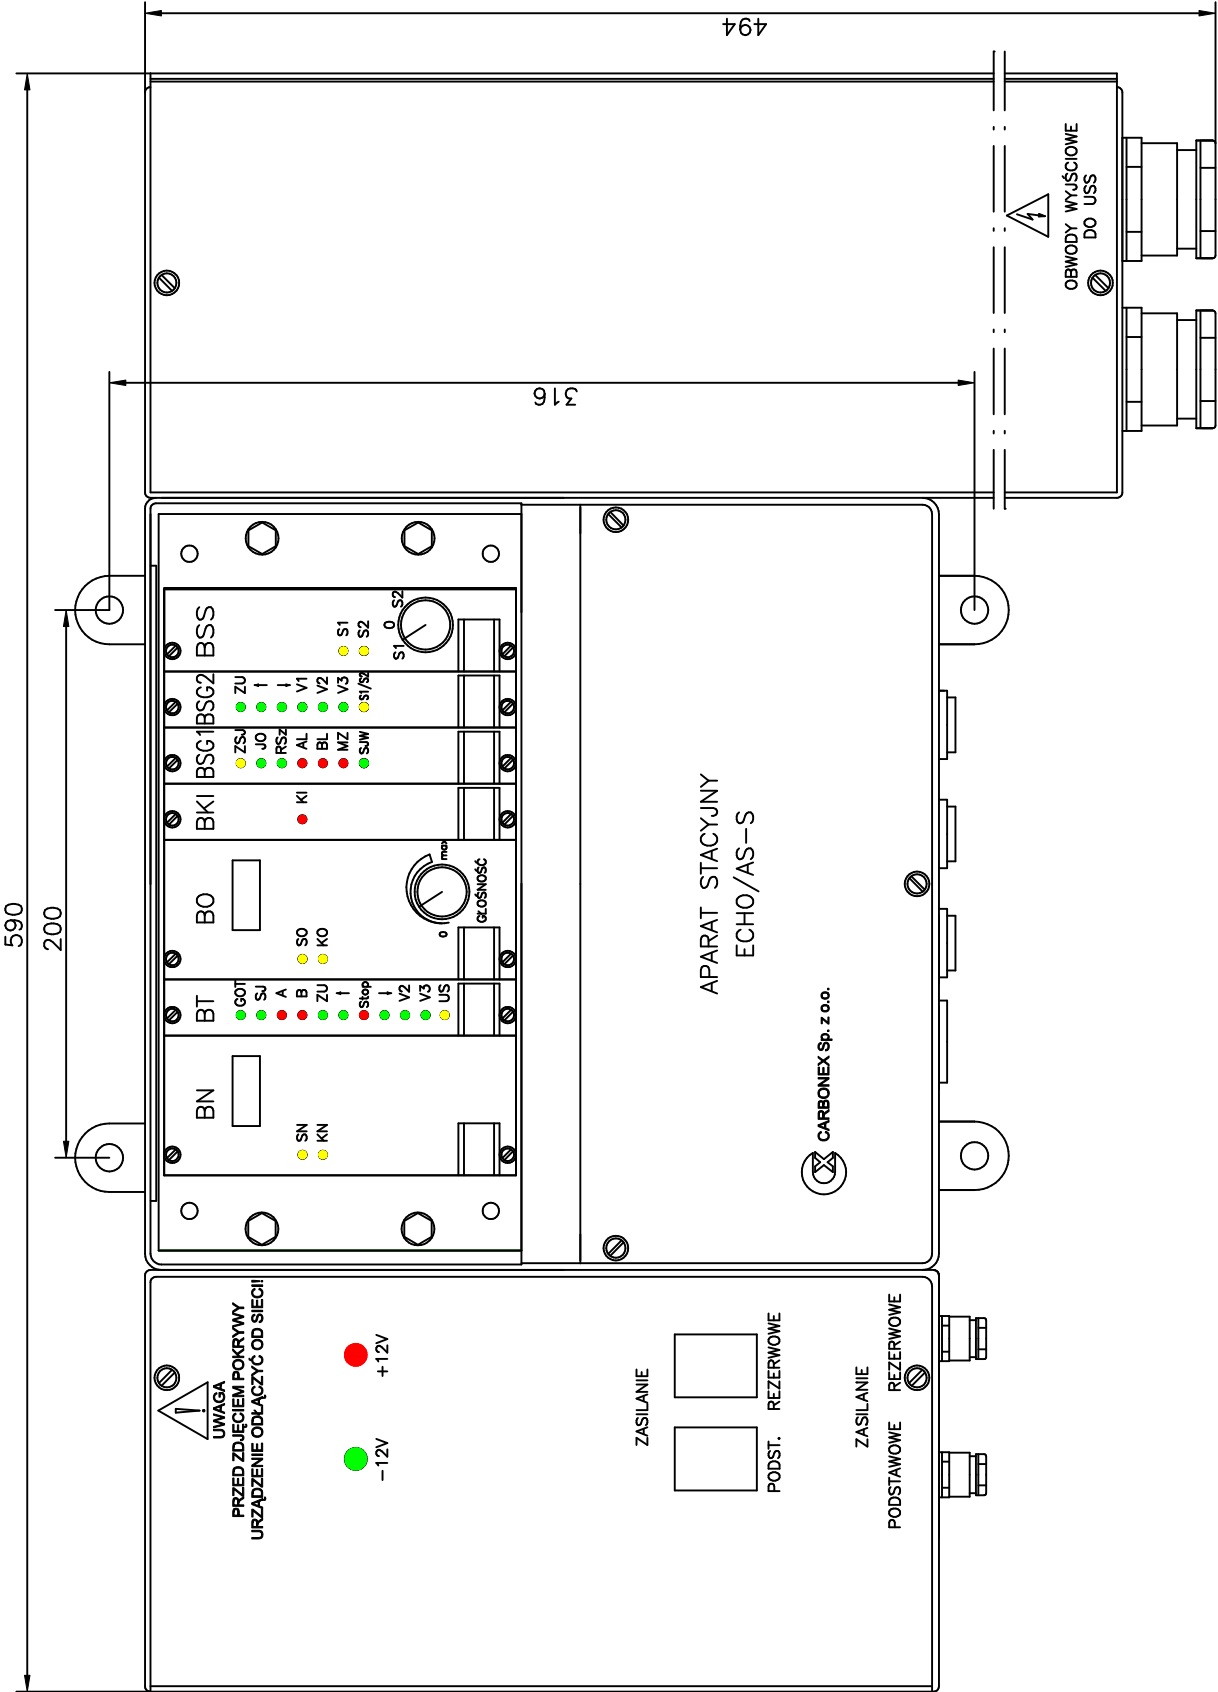 590
200
494
316
UWAGA
PRZED ZDJĘCIEM POKRYWY
URZĄDZENIE ODŁĄCZYĆ OD SIECI!
-12V
+12V
ZASILANIE
PODST.
REZERWOWE
ZASILANIE
PODSTAWOWE
REZERWOWE
BN
SN
KN
BT
GOT
SJ
A
B
ZU
↑
Stop
↓
V2
V3
US
BO
SO
KO
0
max
GŁOŚNOŚĆ
BKI
KI
BSG1
ZSJ
JO
RSz
AL
BL
MZ
SJW
BSG2
ZU
↑
↓
V1
V2
V3
S1/S2
BSS
S1
S2
S1
0
S2
APARAT STACYJNY
ECHO/AS-S
CX
CARBONEX Sp. z o.o.
OBWODY WYJŚCIOWE
DO USS